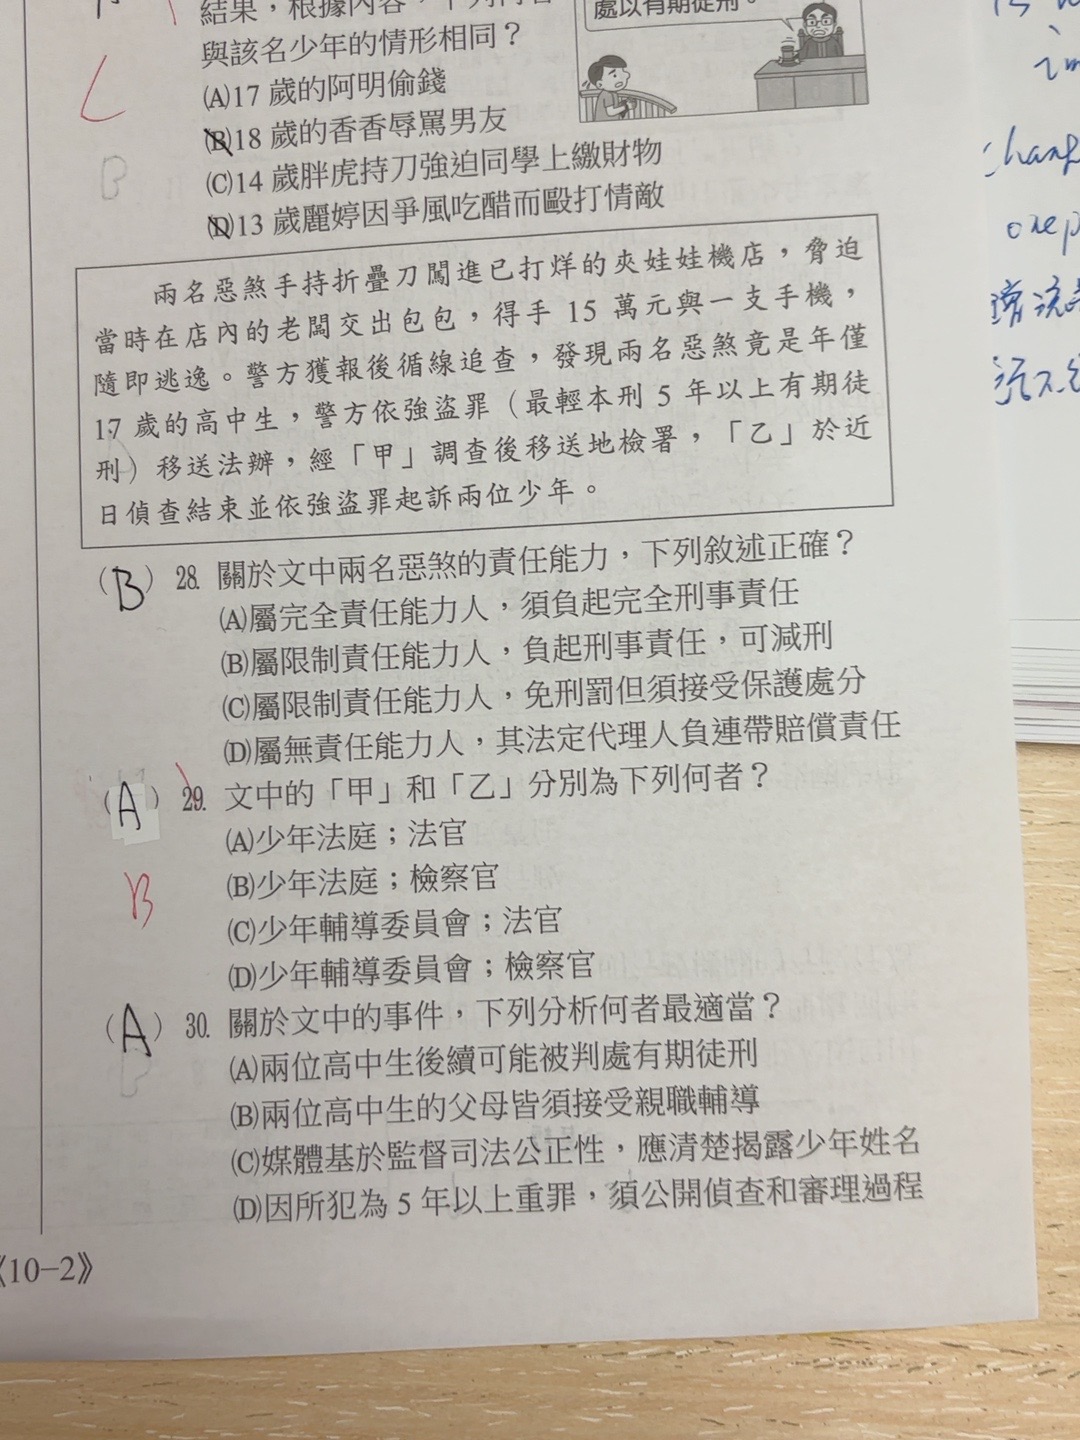 結果，根據內容，下列何者
與該名少年的情形相同？
處以有期徒刑。
(A)17 歲的阿明偷錢
(B)18 歲的香香辱罵男友
(C)14 歲胖虎持刀強迫同學上繳財物
(D)13 歲麗婷因爭風吃醋而毆打情敵
B
兩名惡煞手持折疊刀闖進已打烊的夾娃娃機店，脅迫
當時在店內的老闆交出包包，得手 15 萬元與一支手機，
隨即逃逸。警方獲報後循線追查，發現兩名惡煞竟是年僅
17 歲的高中生，警方依強盜罪（最輕本刑 5 年以上有期徒
刑）移送法辦，經「甲」調查後移送地檢署，「乙」於近
日偵查結束並依強盜罪起訴兩位少年。
（B）28. 關於文中兩名惡煞的責任能力，下列敘述正確？
(A)屬完全責任能力人，須負起完全刑事責任
(B)屬限制責任能力人，負起刑事責任，可減刑
(C)屬限制責任能力人，免刑罰但須接受保護處分
(D)屬無責任能力人，其法定代理人負連帶賠償責任
（A）29. 文中的「甲」和「乙」分別為下列何者？
(A)少年法庭；法官
B
(B)少年法庭；檢察官
(C)少年輔導委員會；法官
(D)少年輔導委員會；檢察官
（A）30. 關於文中的事件，下列分析何者最適當？
(A)兩位高中生後續可能被判處有期徒刑
(B)兩位高中生的父母皆須接受親職輔導
(C)媒體基於監督司法公正性，應清楚揭露少年姓名
(D)因所犯為 5 年以上重罪，須公開偵查和審理過程
《10-2》